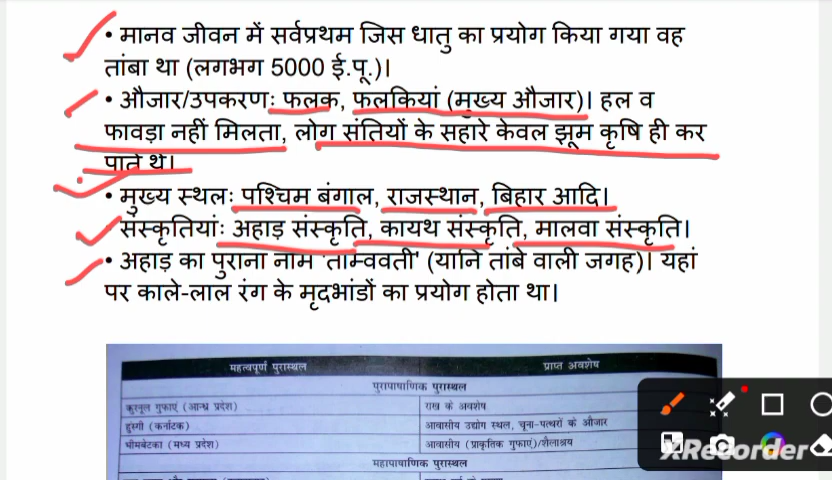 • मानव जीवन में सर्वप्रथम जिस धातु का प्रयोग किया गया वह
तांबा था (लगभग 5000 ई.पू.)।
• औजार/उपकरणः फलक, फलकियां (मुख्य औजार)। हल व
फावड़ा नहीं मिलता, लोग संतियों के सहारे केवल झूम कृषि ही कर
पाते थे।
• मुख्य स्थलः पश्चिम बंगाल, राजस्थान, बिहार आदि।
संस्कृतियांः अहाड़ संस्कृति, कायथ संस्कृति, मालवा संस्कृति।
• अहाड़ का पुराना नाम 'ताम्ववती' (यानि तांबे वाली जगह)। यहां
पर काले-लाल रंग के मृदभांडों का प्रयोग होता था।
महत्वपूर्ण पुरास्थल प्राप्त अवशेष
पुरापाषाणिक पुरास्थल
कुरनूल गुफाएं (आन्ध्र प्रदेश) राख के अवशेष
हुंस्गी (कर्नाटक) आवासीय उद्योग स्थल, चूना-पत्थरों के औजार
भीमबेटका (मध्य प्रदेश) आवासीय (प्राकृतिक गुफाएं)/शैलाश्रय
महापाषाणिक पुरास्थल
XRecorder